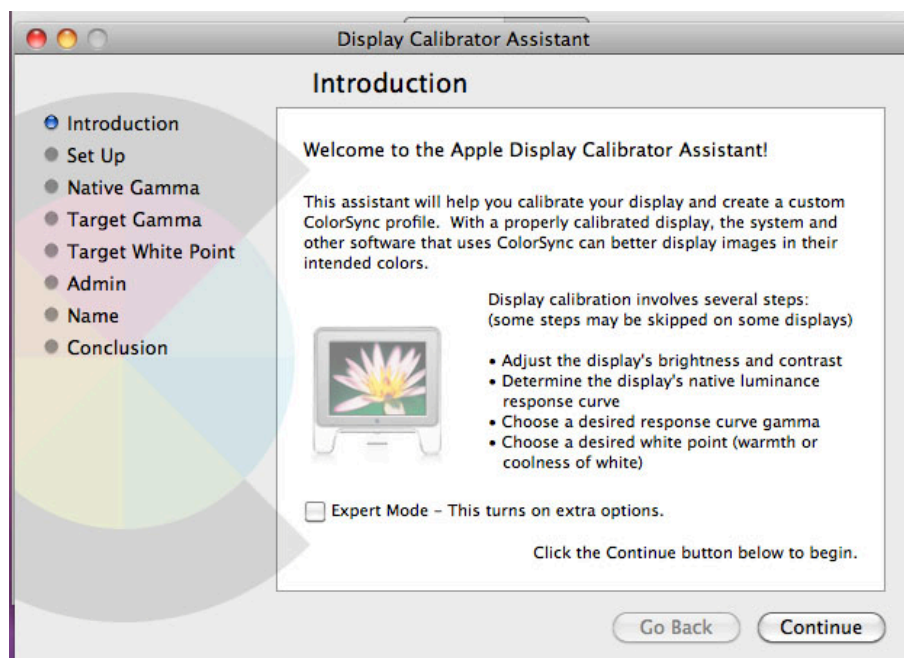 Display Calibrator Assistant
Introduction
Introduction
Set Up
Native Gamma
Target Gamma
Target White Point
Admin
Name
Conclusion
Welcome to the Apple Display Calibrator Assistant!
This assistant will help you calibrate your display and create a custom
ColorSync profile.  With a properly calibrated display, the system and
other software that uses ColorSync can better display images in their
intended colors.
Display calibration involves several steps:
(some steps may be skipped on some displays)
• Adjust the display's brightness and contrast
• Determine the display's native luminance
response curve
• Choose a desired response curve gamma
• Choose a desired white point (warmth or
coolness of white)
Expert Mode – This turns on extra options.
Click the Continue button below to begin.
Go Back
Continue